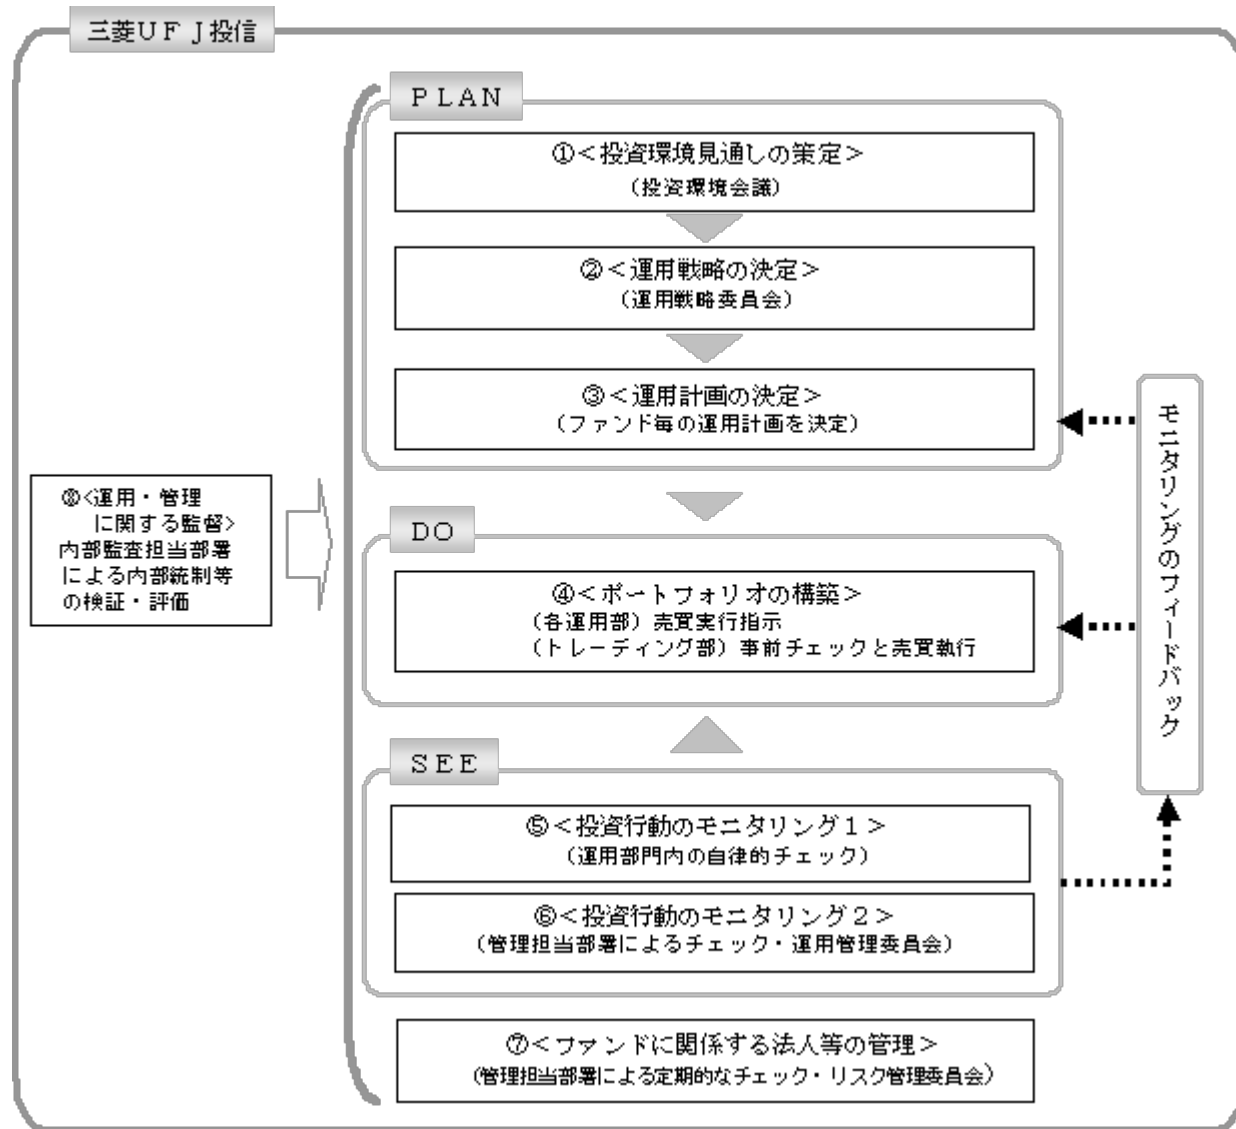 三菱UFJ投信
PLAN
①<投資環境見通しの策定>
(投資環境会議)
②<運用戦略の決定>
(運用戦略委員会)
③<運用計画の決定>
(ファンド毎の運用計画を決定)
モニタリングのフィードバック
⑧<運用・管理
に関する監督>
内部監査担当部署
による内部統制等
の検証・評価
DO
④<ポートフォリオの構築>
(各運用部)売買実行指示
(トレーディング部)事前チェックと売買執行
SEE
⑤<投資行動のモニタリング1>
(運用部門内の自律的チェック)
⑥<投資行動のモニタリング2>
(管理担当部署によるチェック・運用管理委員会)
⑦<ファンドに関係する法人等の管理>
(管理担当部署による定期的なチェック・リスク管理委員会)